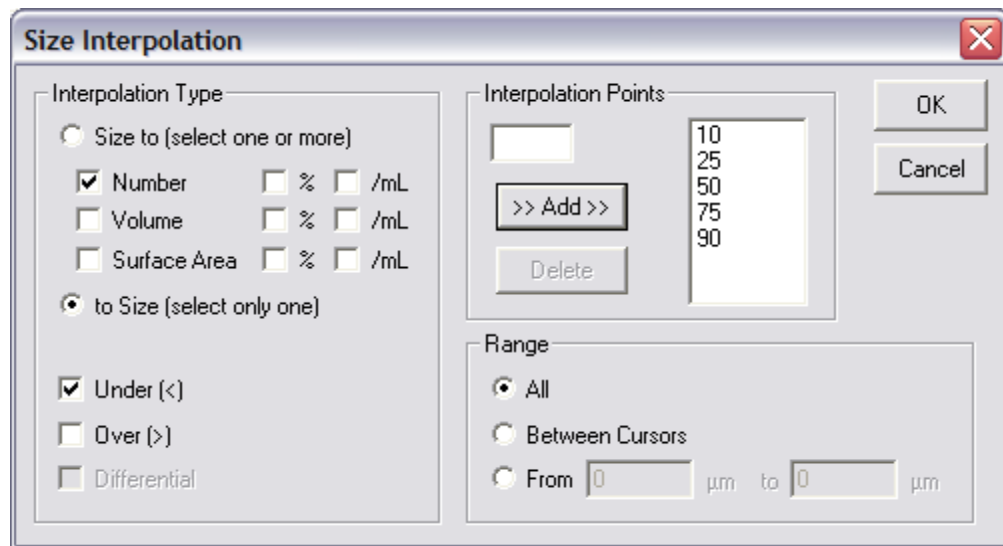 Size Interpolation
Interpolation Type
Size to (select one or more)
Number % /mL
Volume % /mL
Surface Area % /mL
to Size (select only one)
Under (<)
Over (>)
Differential
Interpolation Points
>> Add >>
Delete
10
25
50
75
90
OK
Cancel
Range
All
Between Cursors
From 0 µm to 0 µm